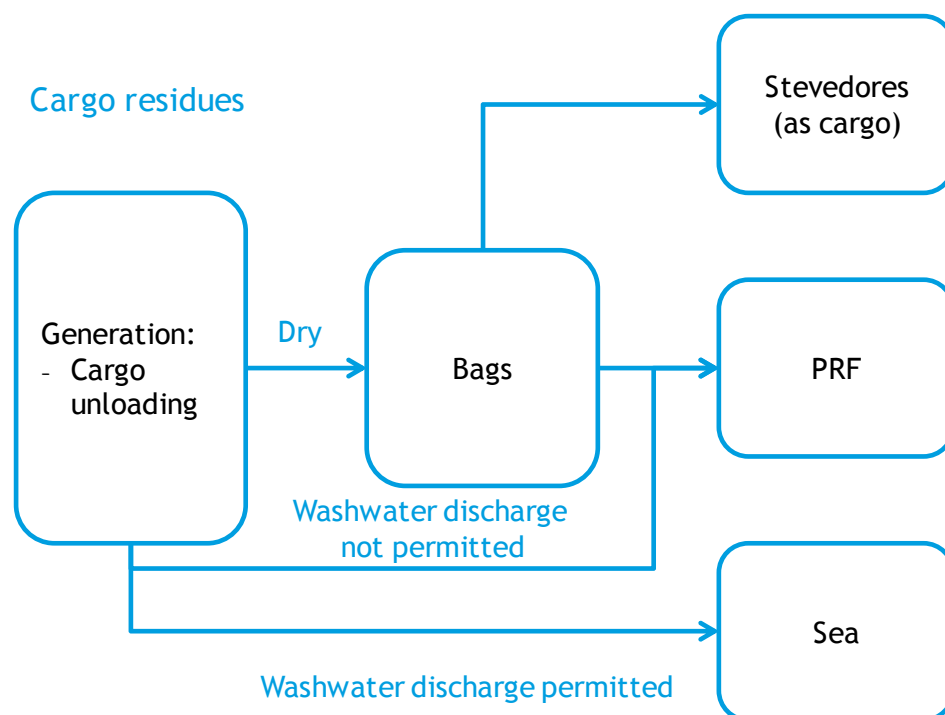 Cargo residues
Stevedores
(as cargo)
Generation:
- Cargo
unloading
Dry
Bags
PRF
Washwater discharge
not permitted
Sea
Washwater discharge permitted